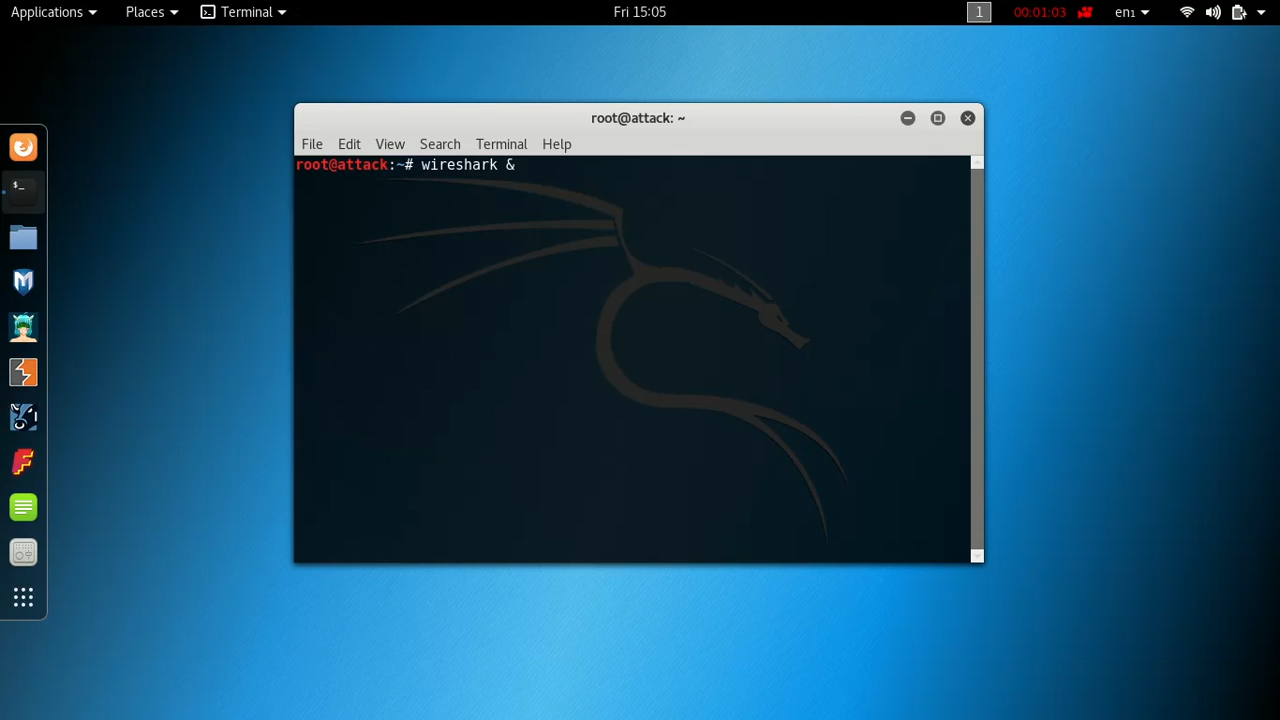 Applications Places Terminal Fri 15:05 1 00:01:03 en₁
root@attack: ~
File Edit View Search Terminal Help
root@attack:~# wireshark &